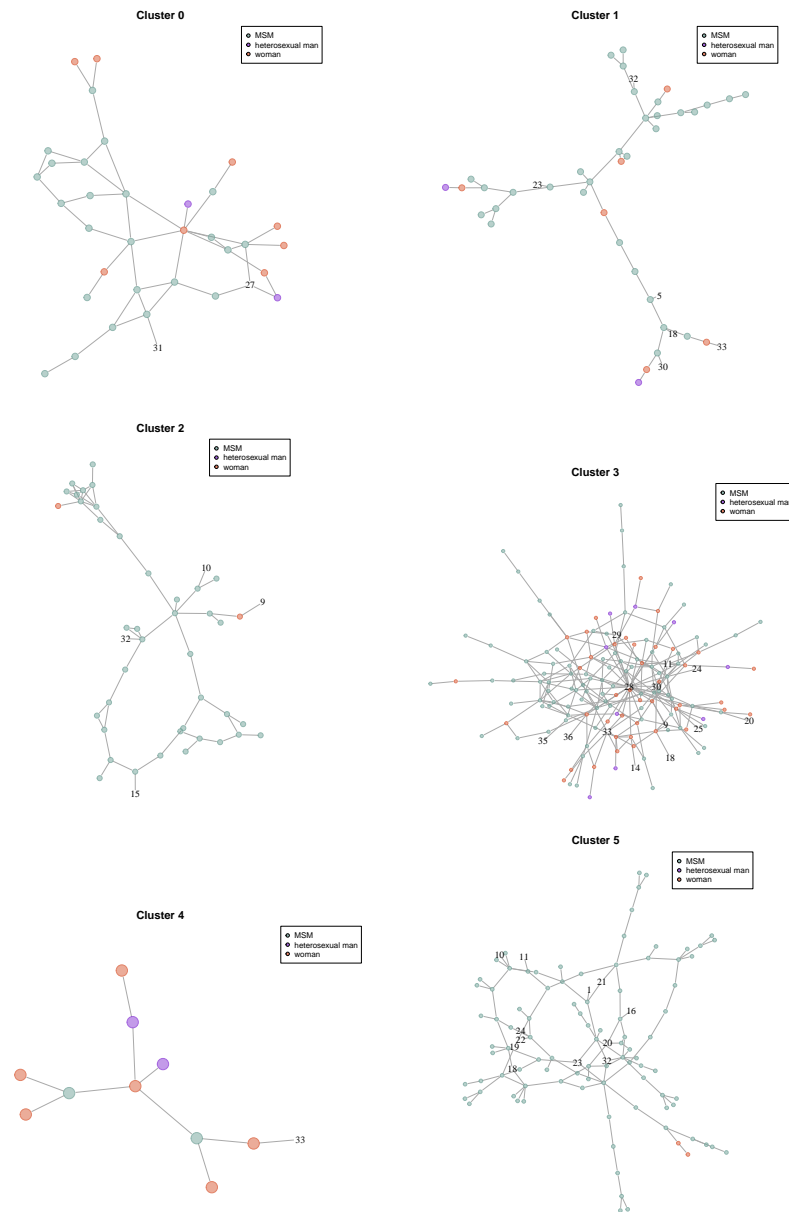 Cluster 0
MSM
heterosexual man
woman
27
31
Cluster 1
MSM
heterosexual man
woman
32
23
5
18
33
30
Cluster 2
MSM
heterosexual man
woman
10
9
32
15
Cluster 3
MSM
heterosexual man
woman
29
11
24
28
30
20
9
25
33
36
35
18
14
Cluster 4
MSM
heterosexual man
woman
33
Cluster 5
MSM
heterosexual man
woman
10
11
21
1
16
24
22
20
19
23
32
18